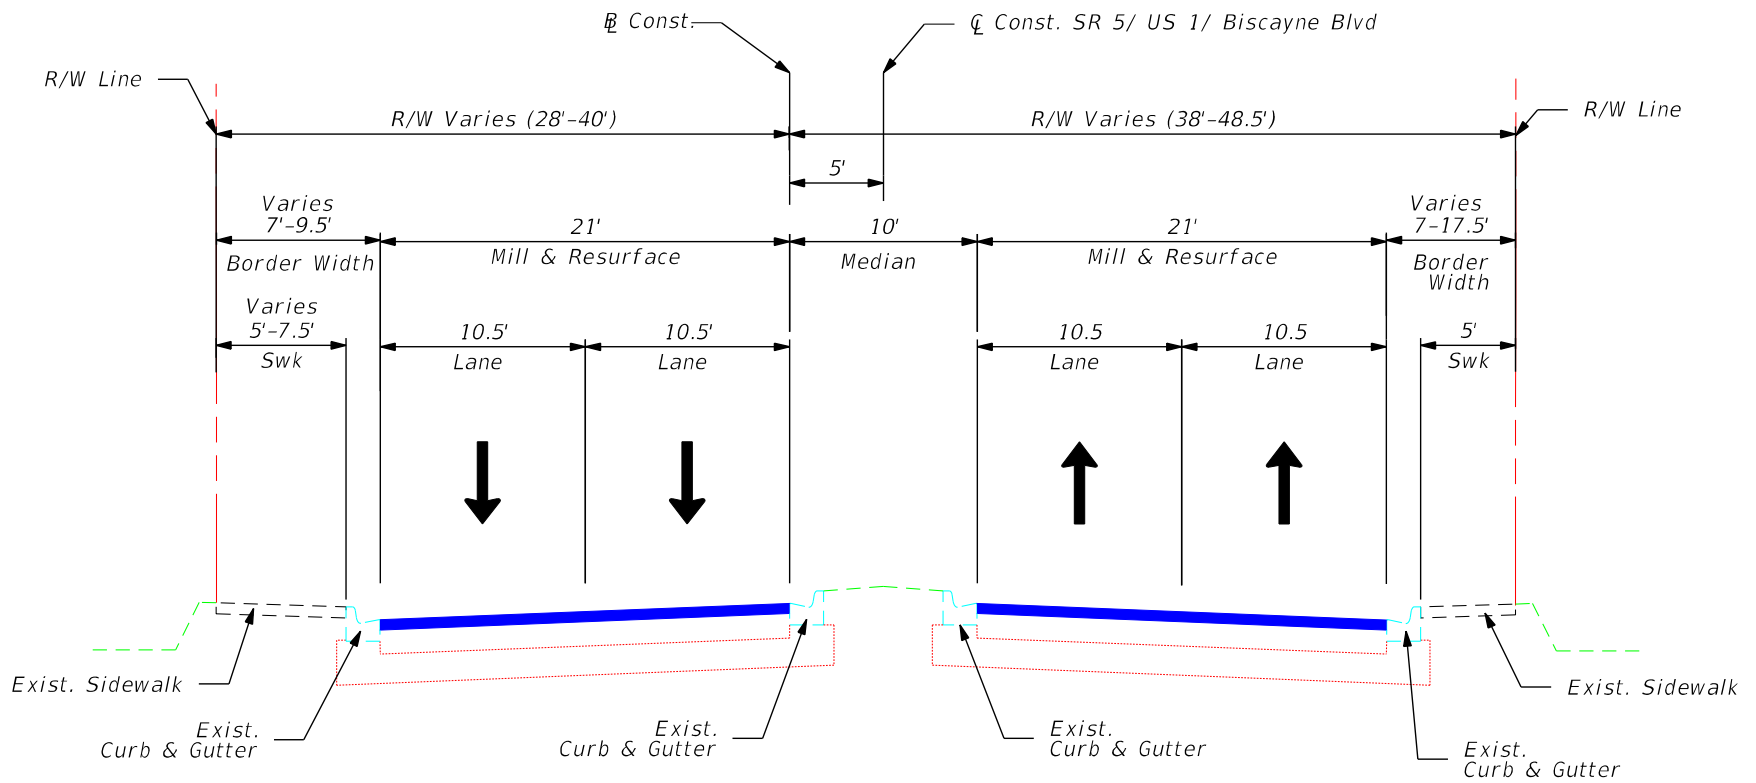 BL Const.
CL Const. SR 5/ US 1/ Biscayne Blvd
R/W Line
R/W Line
R/W Varies (28'-40')
R/W Varies (38'-48.5')
5'
Varies
7'-9.5'
Border Width
21'
Mill & Resurface
10'
Median
21'
Mill & Resurface
Varies
7-17.5'
Border
Width
Varies
5'-7.5'
Swk
10.5'
Lane
10.5'
Lane
10.5
Lane
10.5
Lane
5'
Swk
Exist. Sidewalk
Exist.
Curb & Gutter
Exist.
Curb & Gutter
Exist.
Curb & Gutter
Exist. Sidewalk
Exist.
Curb & Gutter